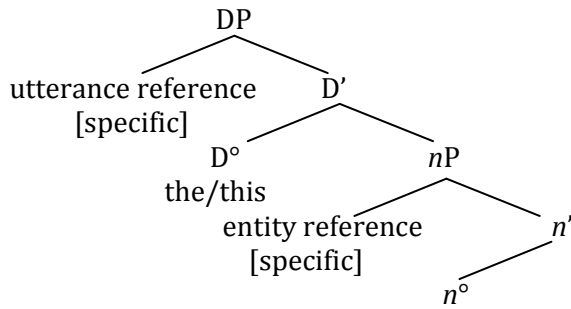 DP
utterance reference D’
[specific]
D° nP
the/this
entity reference n’
[specific]
n°